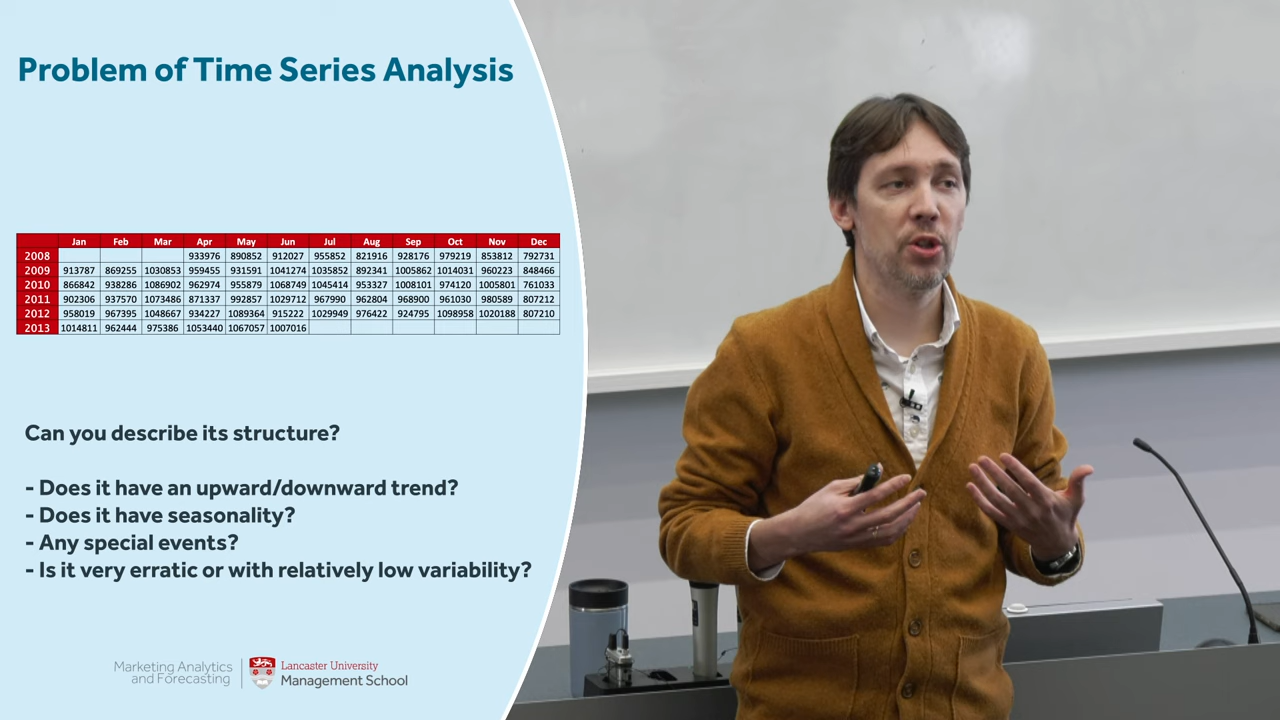 Problem of Time Series Analysis
Jan Feb Mar Apr May Jun Jul Aug Sep Oct Nov Dec
2008 933976 890852 912027 955852 821916 928176 979219 853812 792731
2009 913787 869255 1030853 959455 931591 1041274 1035852 892341 1005862 1014031 960223 848466
2010 866842 938286 1086902 962974 955879 1068749 1045414 953327 1008101 974120 1005801 761033
2011 902306 937570 1073486 871337 992857 1029712 967990 962804 968900 961030 980589 807212
2012 958019 967395 1048667 934227 1089364 915222 1029949 976422 924795 1098958 1020188 807210
2013 1014811 962444 975386 1053440 1067057 1007016
Can you describe its structure?
- Does it have an upward/downward trend?
- Does it have seasonality?
- Any special events?
- Is it very erratic or with relatively low variability?
Marketing Analytics
and Forecasting
Lancaster University
Management School